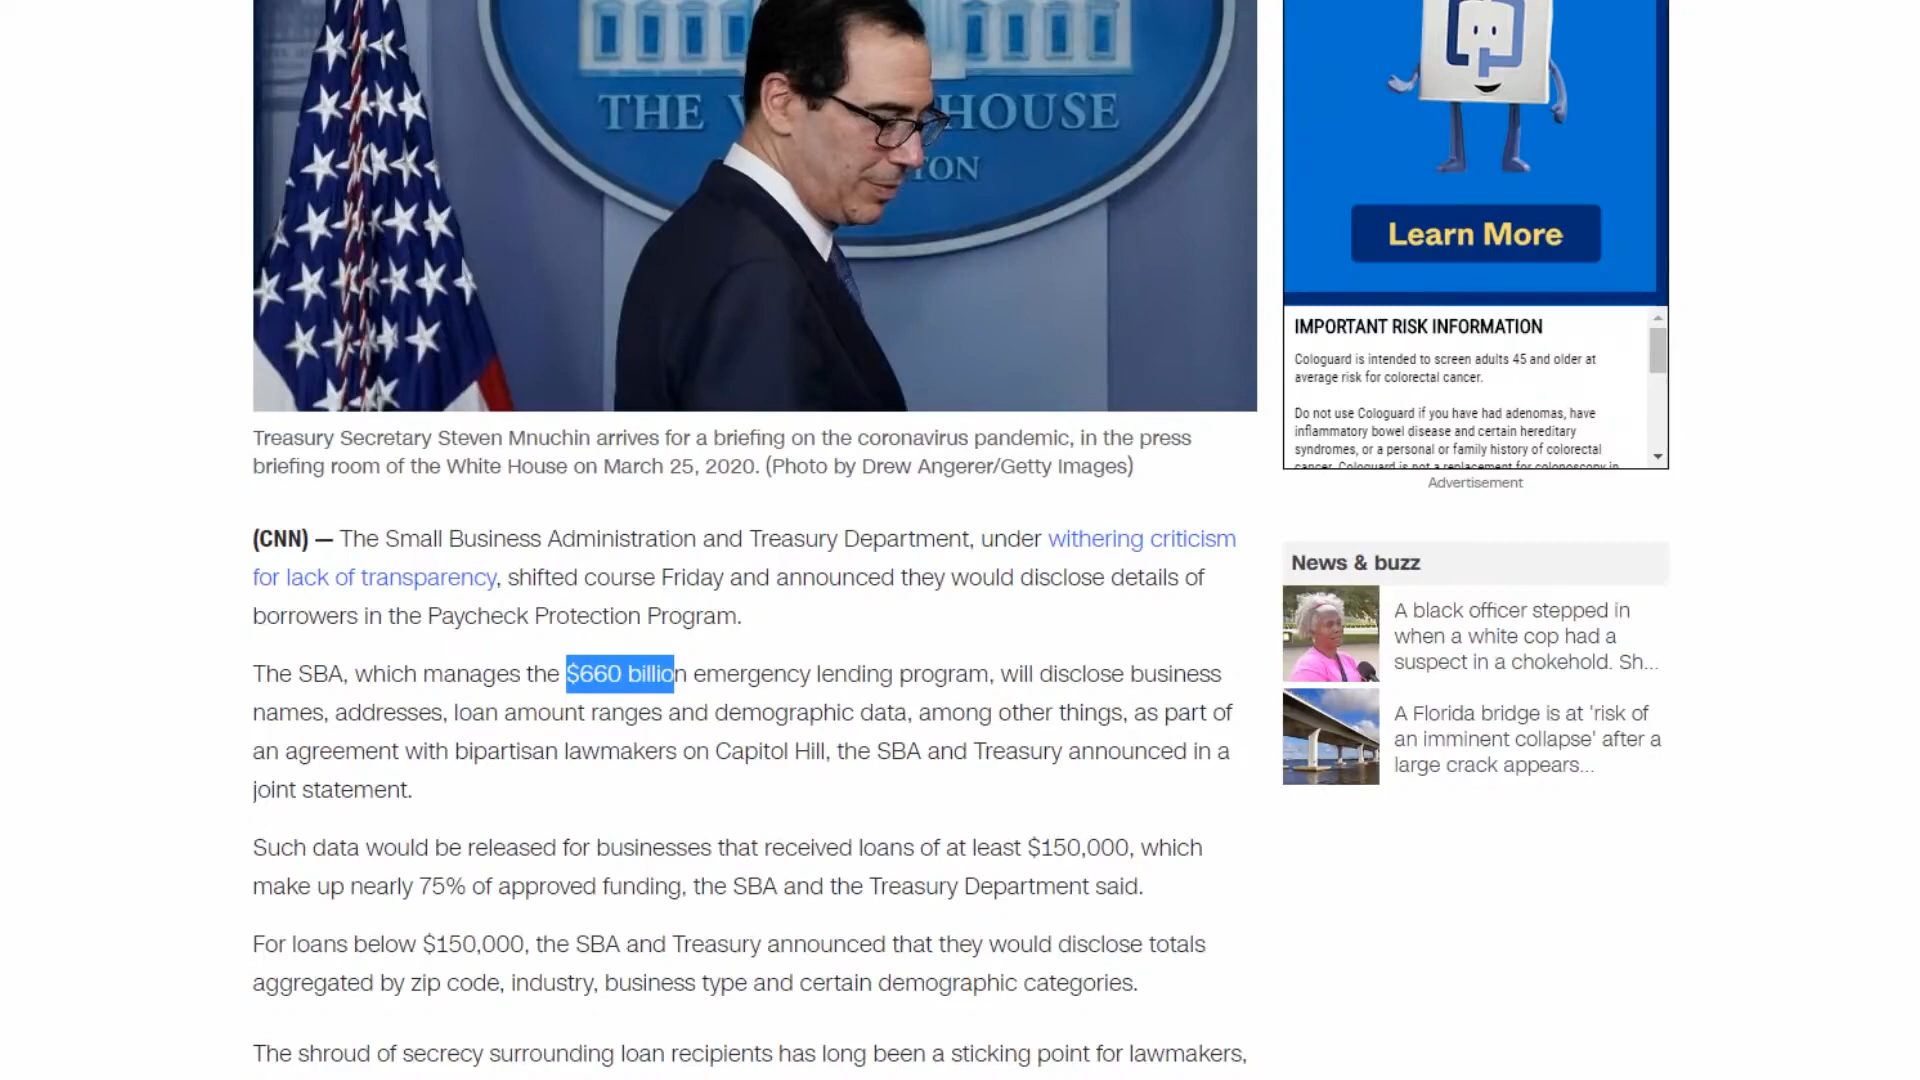 THE HOUSE
TON
Learn More
IMPORTANT RISK INFORMATION
Cologuard is intended to screen adults 45 and older at
average risk for colorectal cancer.
Do not use Cologuard if you have had adenomas, have
inflammatory bowel disease and certain hereditary
syndromes, or a personal or family history of colorectal
cancer. Cologuard is not a replacement for colonoscopy in
Advertisement
Treasury Secretary Steven Mnuchin arrives for a briefing on the coronavirus pandemic, in the press
briefing room of the White House on March 25, 2020. (Photo by Drew Angerer/Getty Images)
(CNN) — The Small Business Administration and Treasury Department, under withering criticism
for lack of transparency, shifted course Friday and announced they would disclose details of
borrowers in the Paycheck Protection Program.
The SBA, which manages the $660 billion emergency lending program, will disclose business
names, addresses, loan amount ranges and demographic data, among other things, as part of
an agreement with bipartisan lawmakers on Capitol Hill, the SBA and Treasury announced in a
joint statement.
Such data would be released for businesses that received loans of at least $150,000, which
make up nearly 75% of approved funding, the SBA and the Treasury Department said.
For loans below $150,000, the SBA and Treasury announced that they would disclose totals
aggregated by zip code, industry, business type and certain demographic categories.
The shroud of secrecy surrounding loan recipients has long been a sticking point for lawmakers,
News & buzz
A black officer stepped in
when a white cop had a
suspect in a chokehold. Sh...
A Florida bridge is at 'risk of
an imminent collapse' after a
large crack appears...